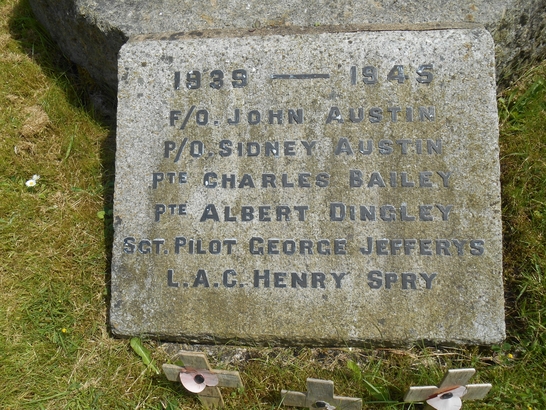 1939 — 1945
F/O. JOHN AUSTIN
P/O. SIDNEY AUSTIN
PTE CHARLES BAILEY
PTE ALBERT DINGLEY
SGT. PILOT GEORGE JEFFERYS
L.A.C. HENRY SPRY